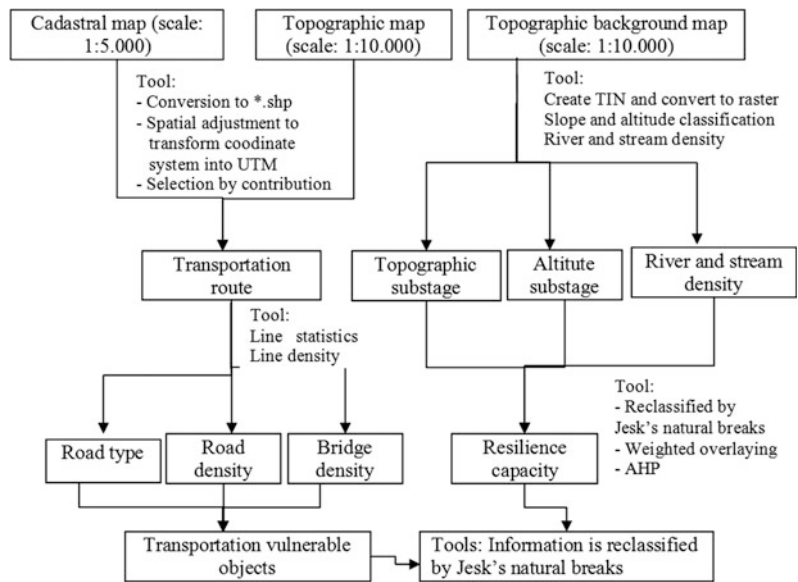 Cadastral map (scale:
1:5.000)
Topographic map
(scale: 1:10.000)
Topographic background map
(scale: 1:10.000)
Tool:
- Conversion to *.shp
- Spatial adjustment to
transform coodinate
system into UTM
- Selection by contribution
Tool:
Create TIN and convert to raster
Slope and altitude classification
River and stream density
Transportation
route
Topographic
substage
Altitute
substage
River and stream
density
Tool:
Line statistics
Line density
Tool:
- Reclassified by
Jesk's natural breaks
- Weighted overlaying
- AHP
Road type
Road
density
Bridge
density
Resilience
capacity
Transportation vulnerable
objects
Tools: Information is reclassified
by Jesk's natural breaks